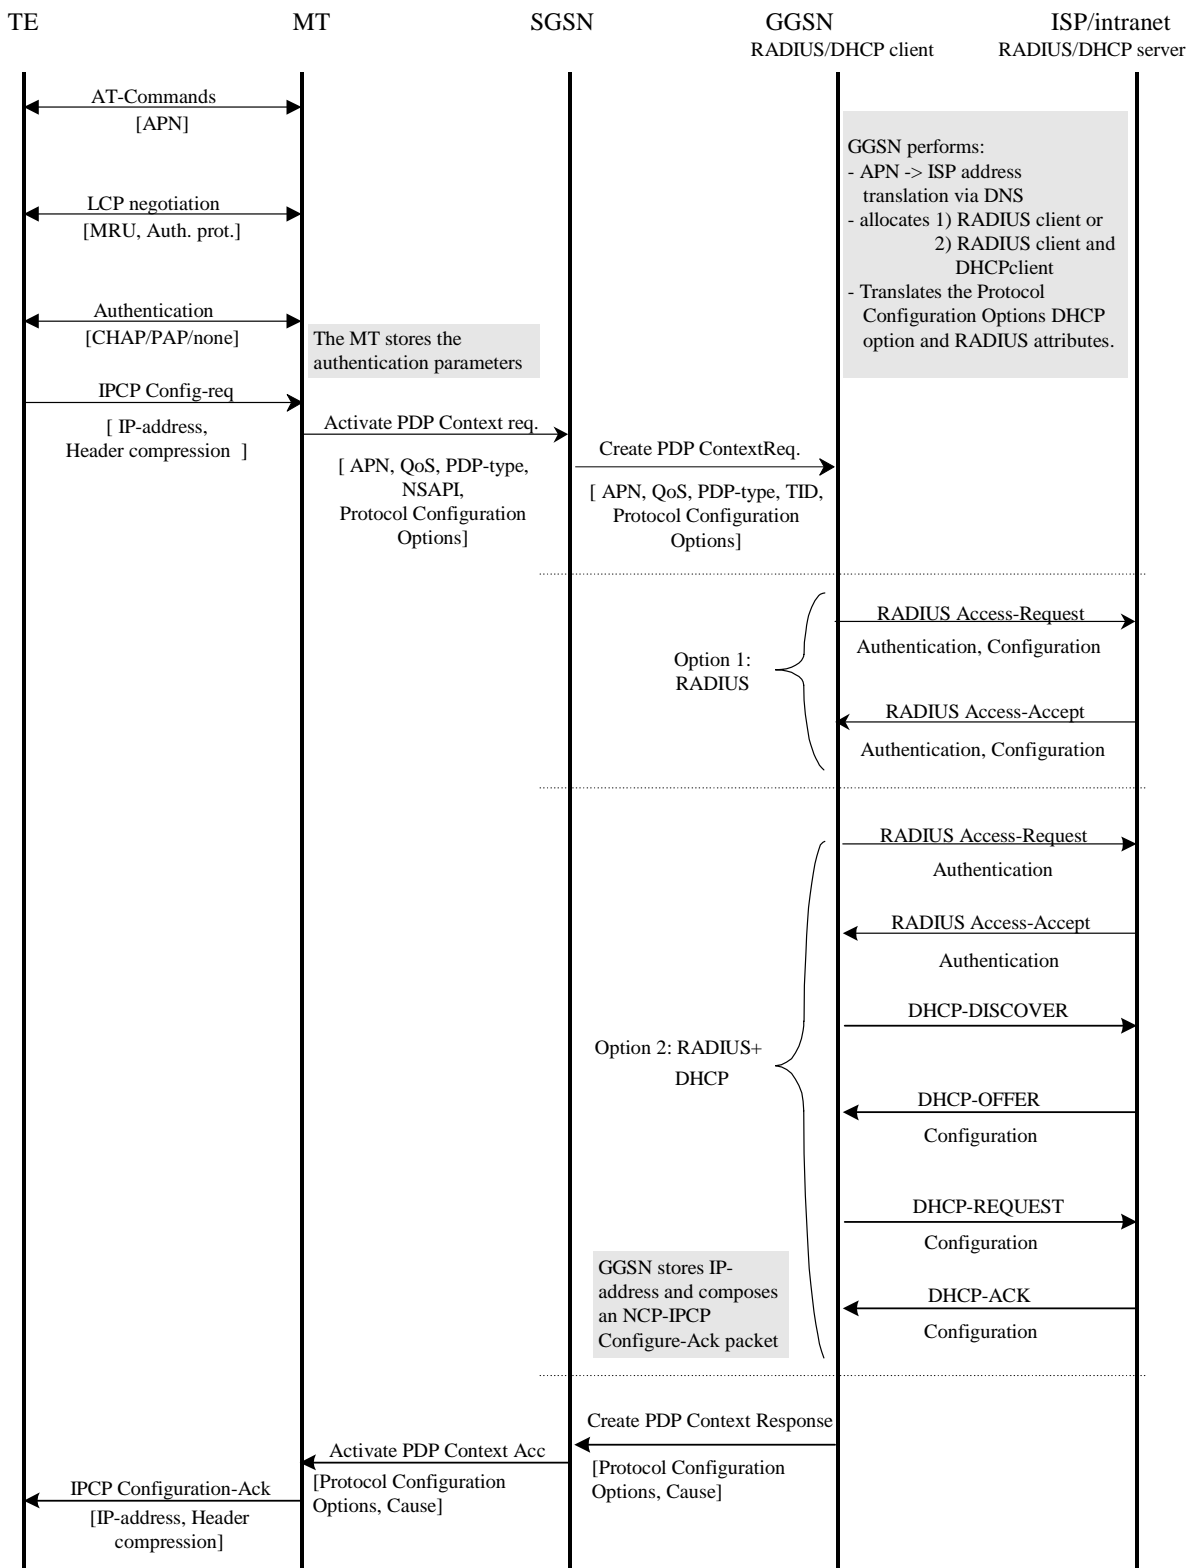 TE
MT
SGSN
GGSN
ISP/intranet
RADIUS/DHCP client
RADIUS/DHCP server
AT-Commands
[APN]
GGSN performs:
- APN -> ISP address
translation via DNS
- allocates 1) RADIUS client or
2) RADIUS client and
DHCPclient
- Translates the Protocol
Configuration Options DHCP
option and RADIUS attributes.
LCP negotiation
[MRU, Auth. prot.]
Authentication
[CHAP/PAP/none]
The MT stores the
authentication parameters
IPCP Config-req
[ IP-address,
Header compression ]
Activate PDP Context req.
[ APN, QoS, PDP-type,
NSAPI,
Protocol Configuration
Options]
Create PDP ContextReq.
[ APN, QoS, PDP-type, TID,
Protocol Configuration
Options]
RADIUS Access-Request
Authentication, Configuration
Option 1:
RADIUS
RADIUS Access-Accept
Authentication, Configuration
RADIUS Access-Request
Authentication
RADIUS Access-Accept
Authentication
DHCP-DISCOVER
Option 2: RADIUS+
DHCP
DHCP-OFFER
Configuration
DHCP-REQUEST
Configuration
GGSN stores IP-
address and composes
an NCP-IPCP
Configure-Ack packet
DHCP-ACK
Configuration
Create PDP Context Response
[Protocol Configuration
Options, Cause]
Activate PDP Context Acc
[Protocol Configuration
Options, Cause]
IPCP Configuration-Ack
[IP-address, Header
compression]